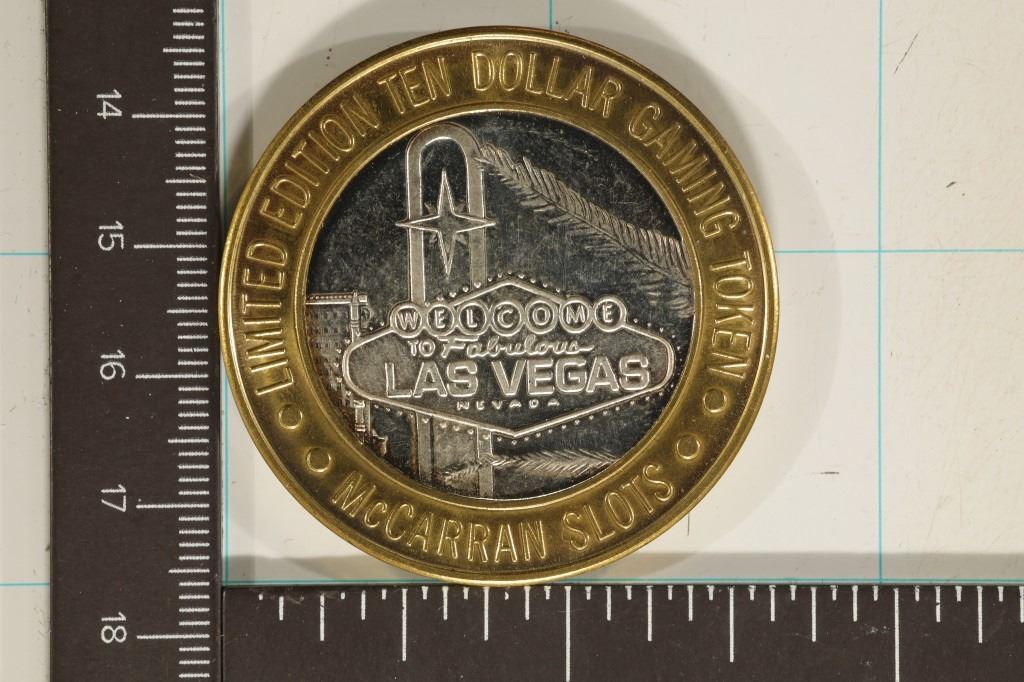 LIMITED EDITION TEN DOLLAR GAMING TOKEN
WELCOME
TO Fabulous
LAS VEGAS
NEVADA
McCARRAN SLOTS
14
15
16
17
18